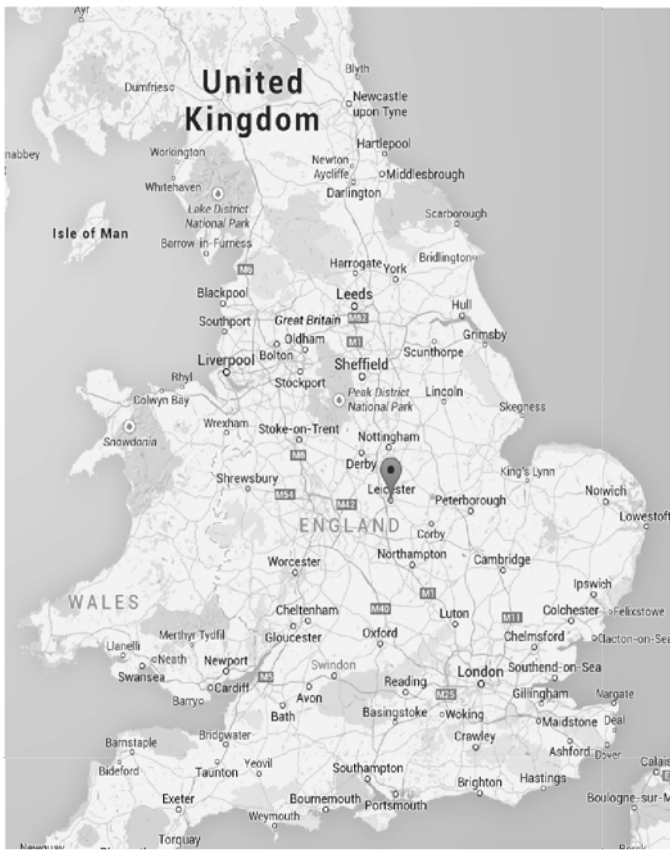 Ayr
Blyth
United
Kingdom
Dumfries
Newcastle
upon Tyne
Hartlepool
nabbey
Workington
Newton
Aycliffe
Middlesbrough
Whitehaven
Darlington
Lake District
National Park
Scarborough
Isle of Man
Barrow-in-Furness
Bridlington
M6
Harrogate
York
Blackpool
Leeds
Hull
Southport
Great Britain
M62
Grimsby
Oldham
M1
Bolton
Scunthorpe
Liverpool
Sheffield
Rhyl
Stockport
Peak District
National Park
Lincoln
Colwyn Bay
Skegness
Wrexham
Stoke-on-Trent
Snowdonia
Nottingham
M6
Derby
King's Lynn
Shrewsbury
Leicester
Norwich
M54
M42
Peterborough
Lowestoft
ENGLAND
Corby
Northampton
Worcester
Cambridge
Ipswich
WALES
M1
Cheltenham
M40
Luton
M11
Colchester
Felixstowe
Merthyr Tydfil
Gloucester
Oxford
Chelmsford
Clacton-on-Sea
Llanelli
Neath
Newport
Swindon
London
Southend-on-Sea
Swansea
M5
Reading
Cardiff
Avon
M25
Gillingham
Margate
Barry
Bath
Basingstoke
Woking
Maidstone
Deal
Bridgwater
Crawley
Barnstaple
Ashford
Dover
Bideford
Taunton
Yeovil
Southampton
Calais
Brighton
Hastings
Exeter
Bournemouth
Portsmouth
Boulogne-sur-M
Weymouth
Torquay
Newquay